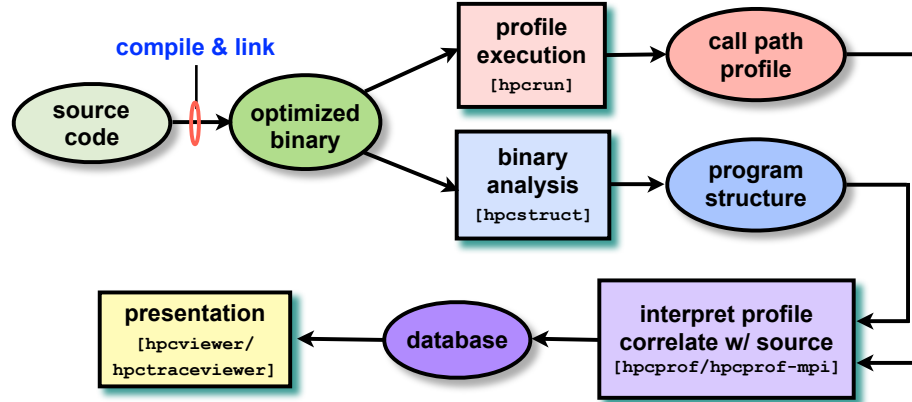 compile & link
source
code
optimized
binary
profile
execution
[hpcrun]
call path
profile
binary
analysis
[hpcstruct]
program
structure
interpret profile
correlate w/ source
[hpcprof/hpcprof-mpi]
database
presentation
[hpcviewer/
hpctraceviewer]